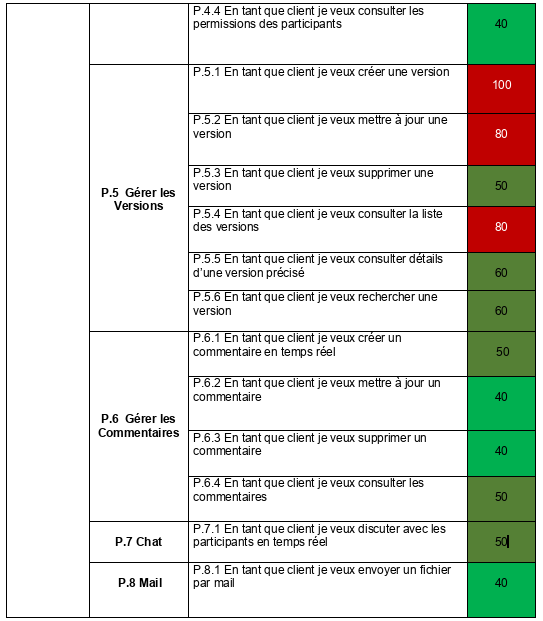 P.4.4 En tant que client je veux consulter les
permissions des participants
40
P.5 Gérer les
Versions
P.5.1 En tant que client je veux créer une version
100
P.5.2 En tant que client je veux mettre à jour une
version
80
P.5.3 En tant que client je veux supprimer une
version
50
P.5.4 En tant que client je veux consulter la liste
des versions
80
P.5.5 En tant que client je veux consulter détails
d'une version précisé
60
P.5.6 En tant que client je veux rechercher une
version
60
P.6 Gérer les
Commentaires
P.6.1 En tant que client je veux créer un
commentaire en temps réel
50
P.6.2 En tant que client je veux mettre à jour un
commentaire
40
P.6.3 En tant que client je veux supprimer un
commentaire
40
P.6.4 En tant que client je veux consulter les
commentaires
50
P.7 Chat
P.7.1 En tant que client je veux discuter avec les
participants en temps réel
50
P.8 Mail
P.8.1 En tant que client je veux envoyer un fichier
par mail
40